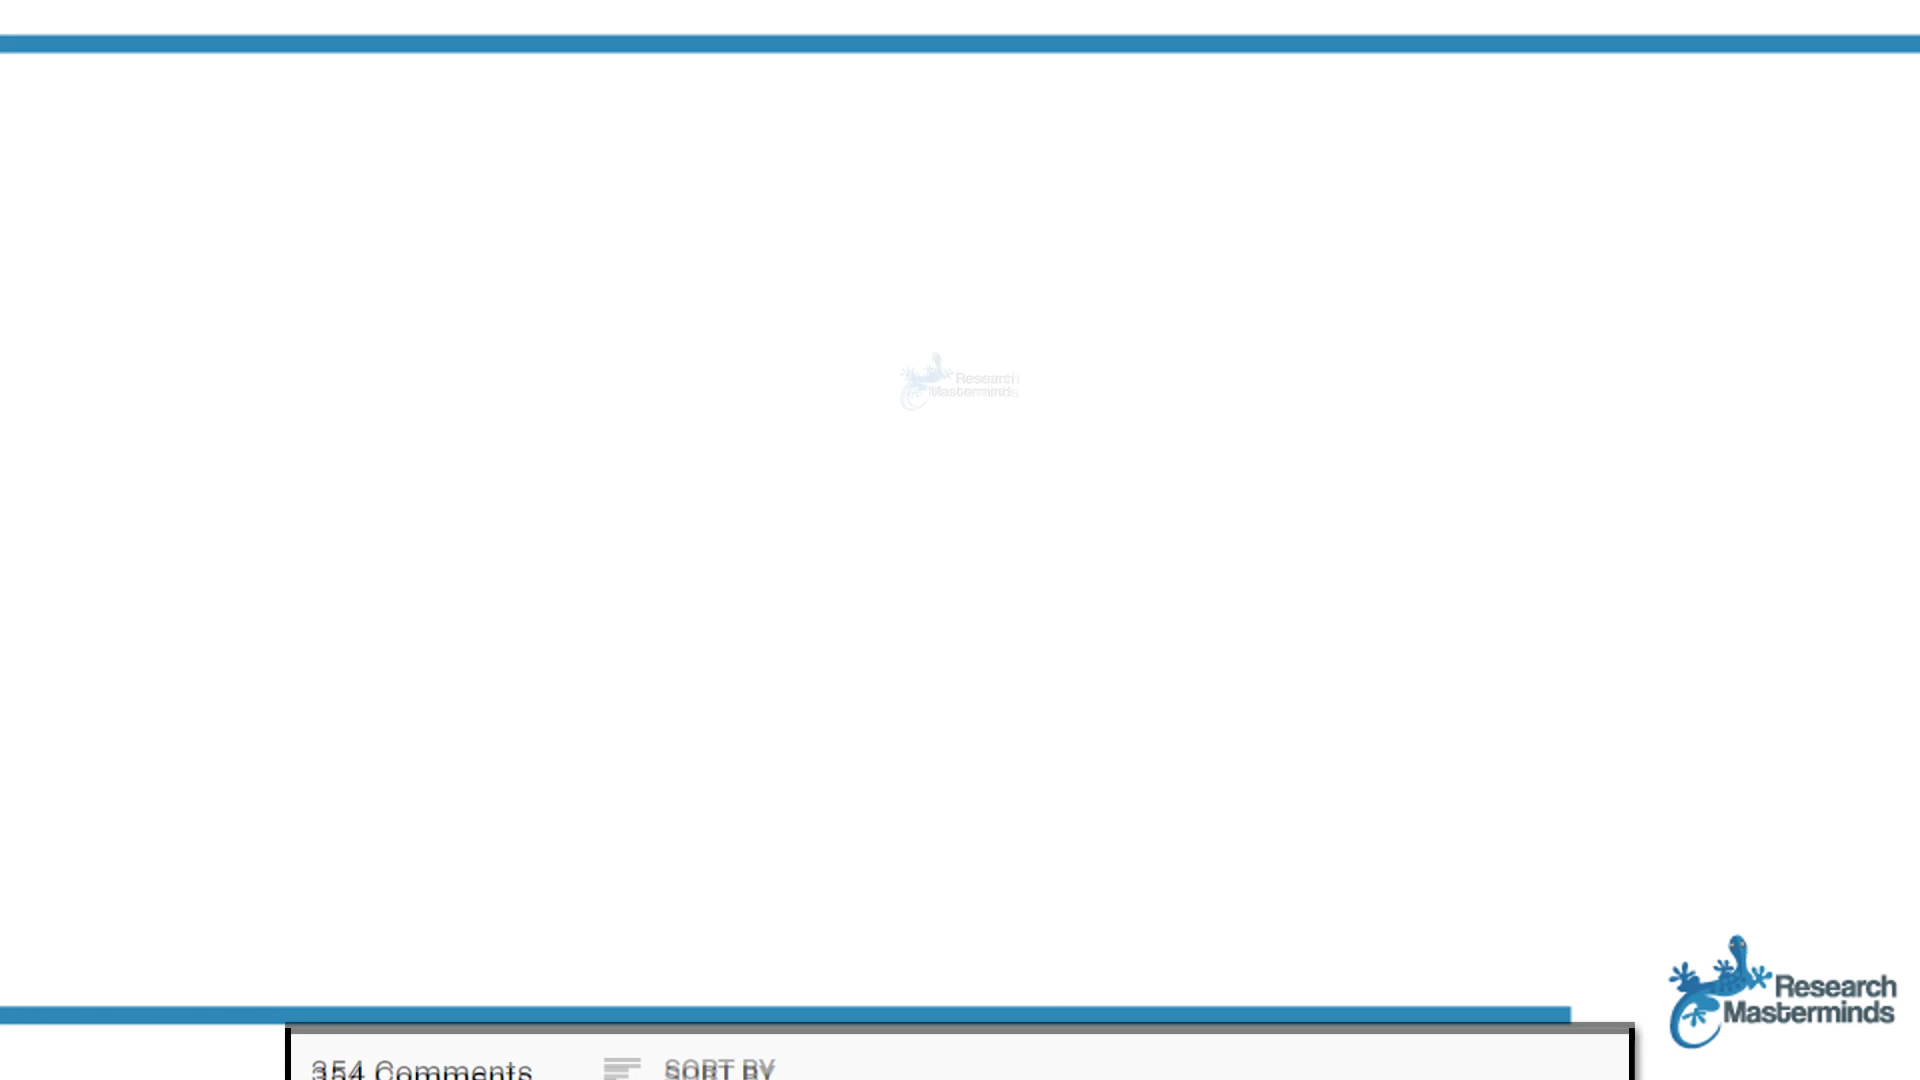 Research
Masterminds
Research
Masterminds
354 Comments SORT BY